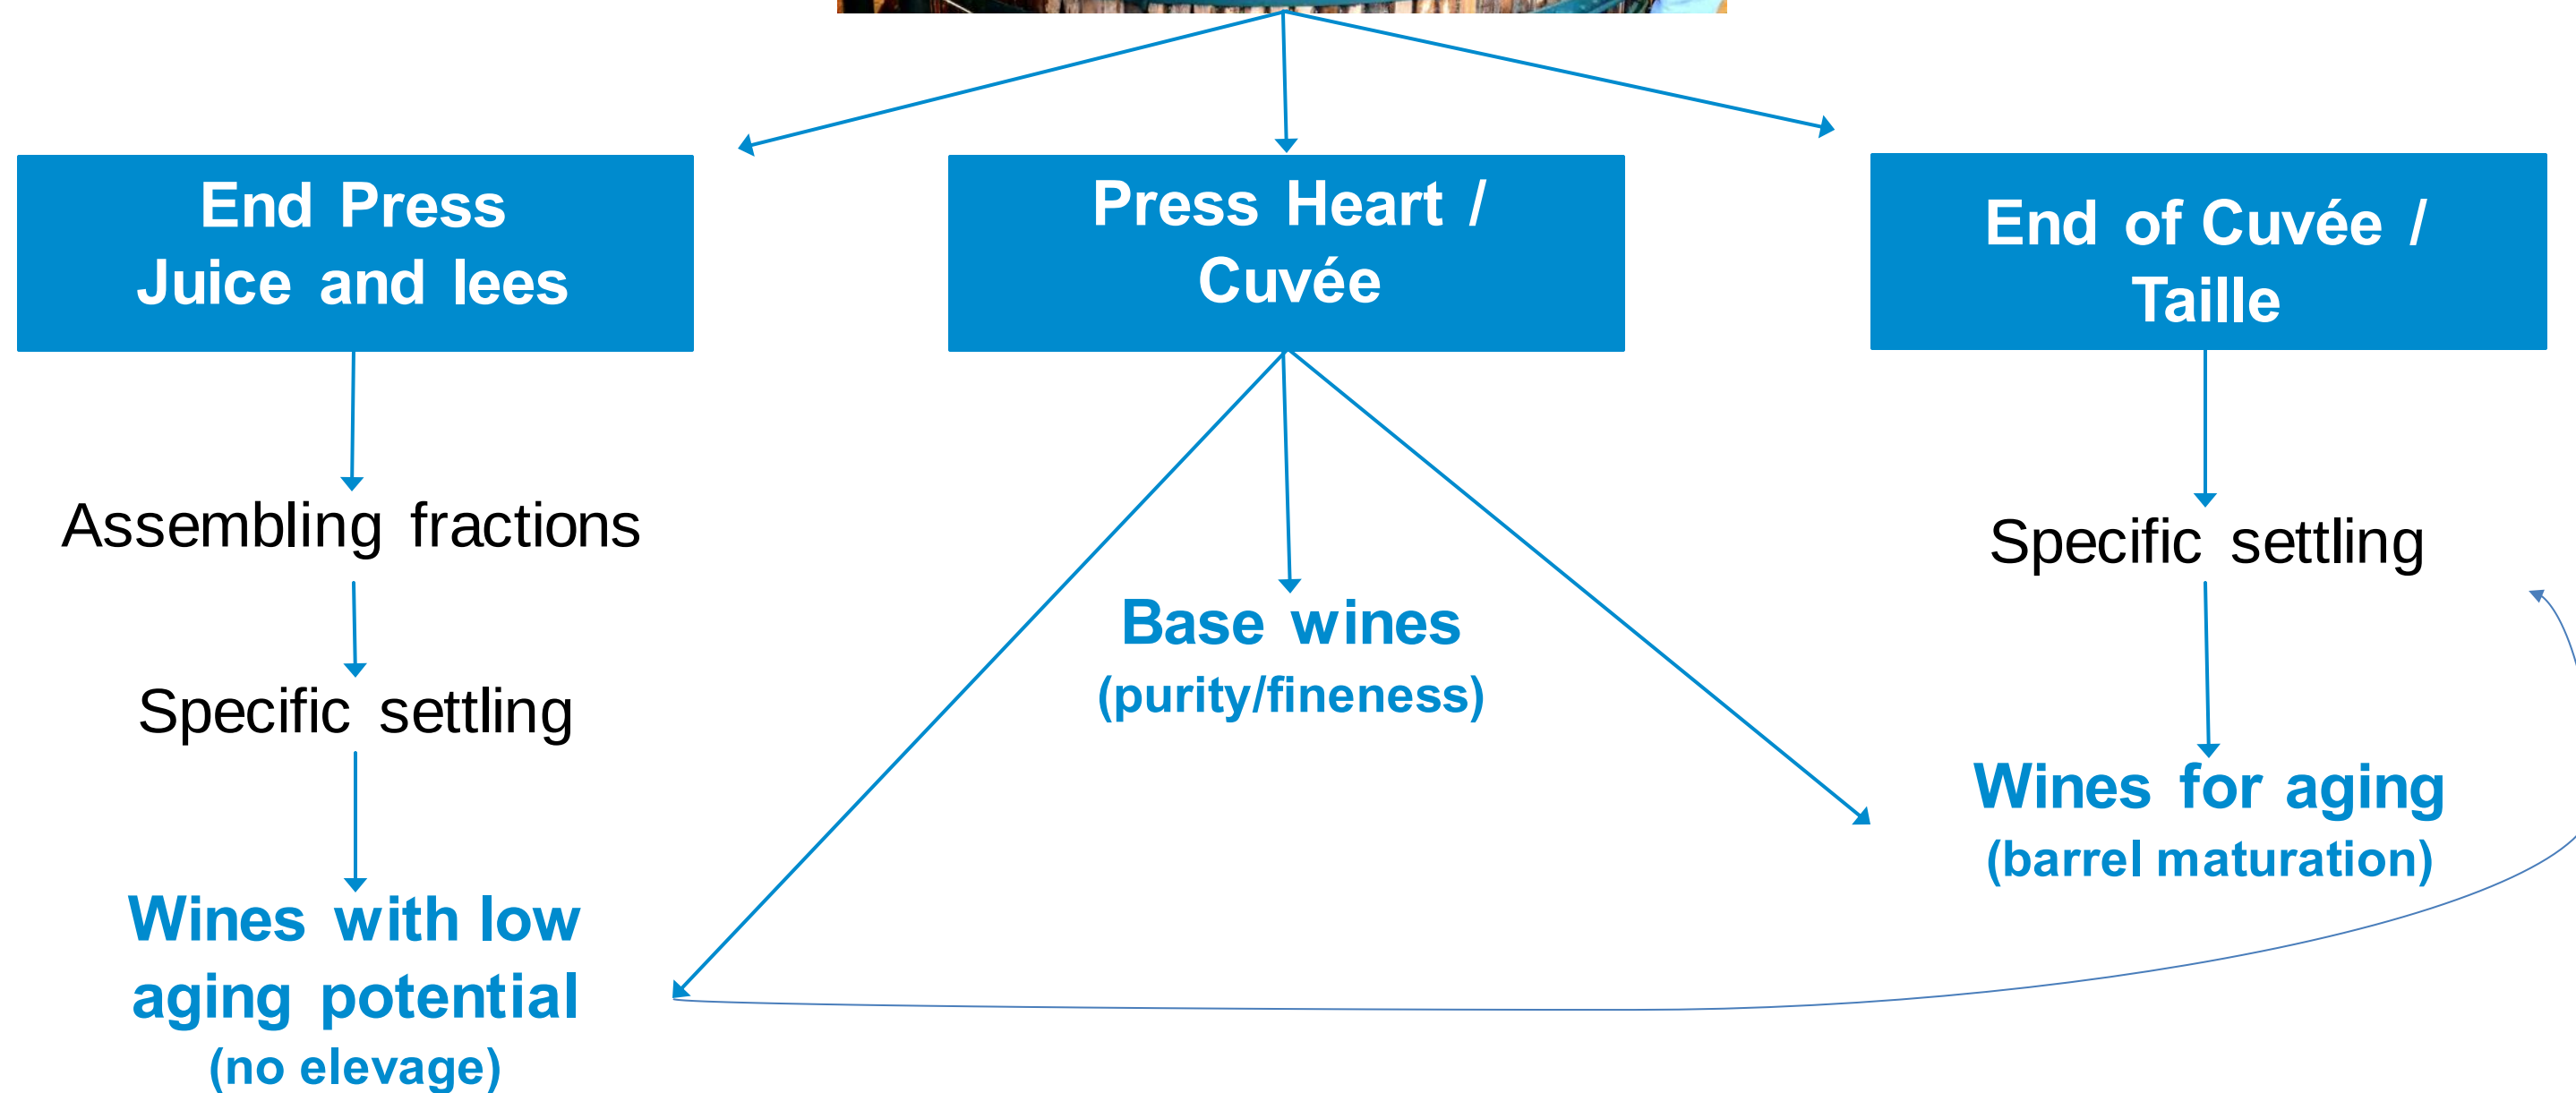 End Press
Juice and lees
Press Heart /
Cuvée
End of Cuvée /
Taille
Assembling fractions
Specific settling
Wines with low
aging potential
(no elevage)
Base wines
(purity/fineness)
Specific settling
Wines for aging
(barrel maturation)